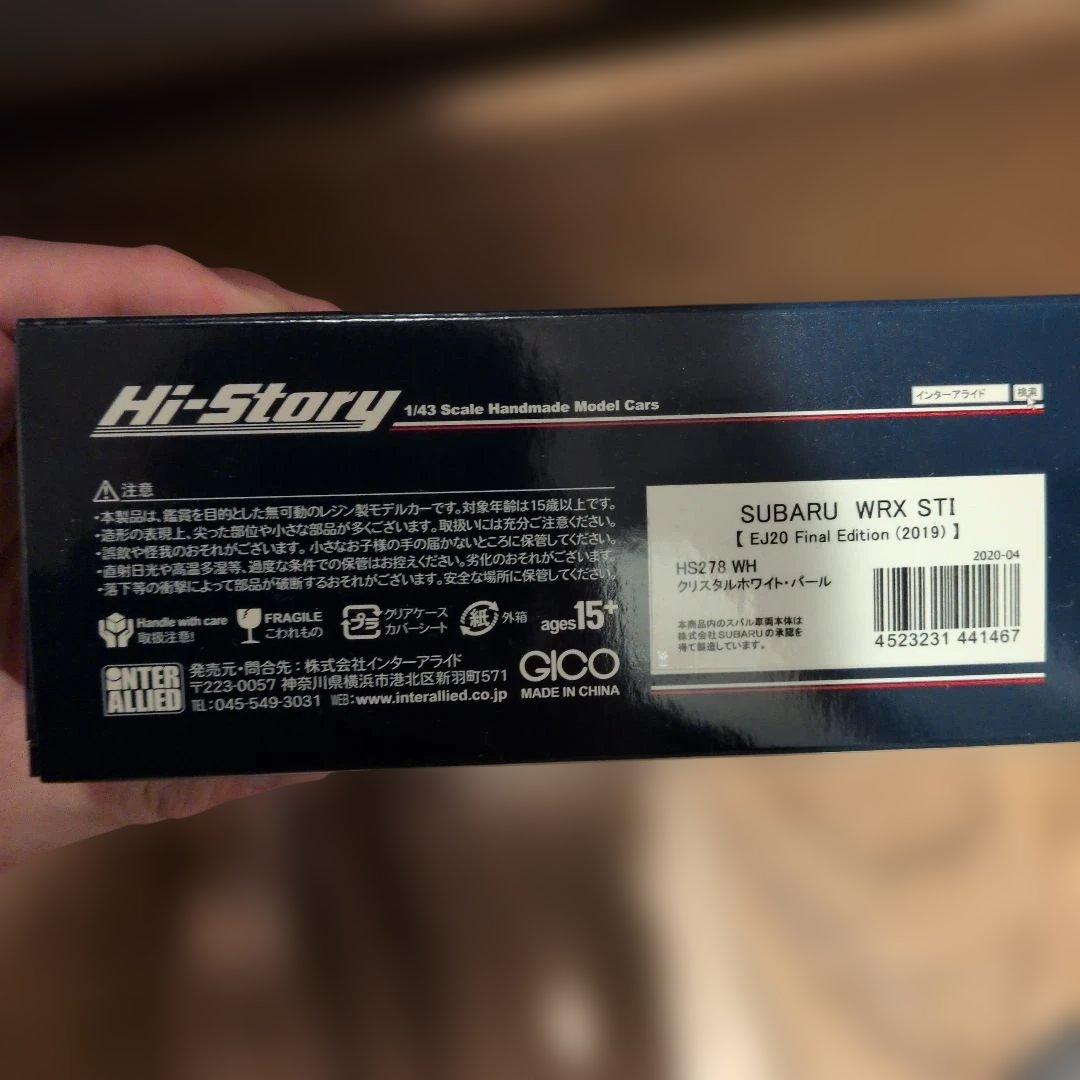 Hi-Story 1/43 Scale Handmade Model Cars
インターアライド 検索
注意
・本製品は、鑑賞を目的とした無可動のレジン製モデルカーです。対象年齢は15歳以上です。
・造形の表現上、尖った部位や小さな部品が多くございます。取扱いには充分ご注意ください。
・誤飲や怪我のおそれがございます。小さなお子様の手の届かないところに保管してください。
・直射日光や高温多湿等、過度な条件での保管はお控えください。劣化のおそれがございます。
・落下等の衝撃によって部品が破断するおそれがございます。安全な場所に保管してください。
Handle with care
取扱注意!
FRAGILE
こわれもの
プラ
クリアケース
カバーシート
紙 外箱
ages15+
INTER
ALLIED
発売元・問合先:株式会社インターアライド
〒223-0057 神奈川県横浜市港北区新羽町571
TEL:045-549-3031 WEB:www.interallied.co.jp
GICO
MADE IN CHINA
SUBARU WRX STI
【 EJ20 Final Edition (2019) 】
HS278 WH
クリスタルホワイト・パール
2020-04
本商品内のスバル車両本体は
株式会社SUBARUの承認を
得て製造しています。
4523231 441467